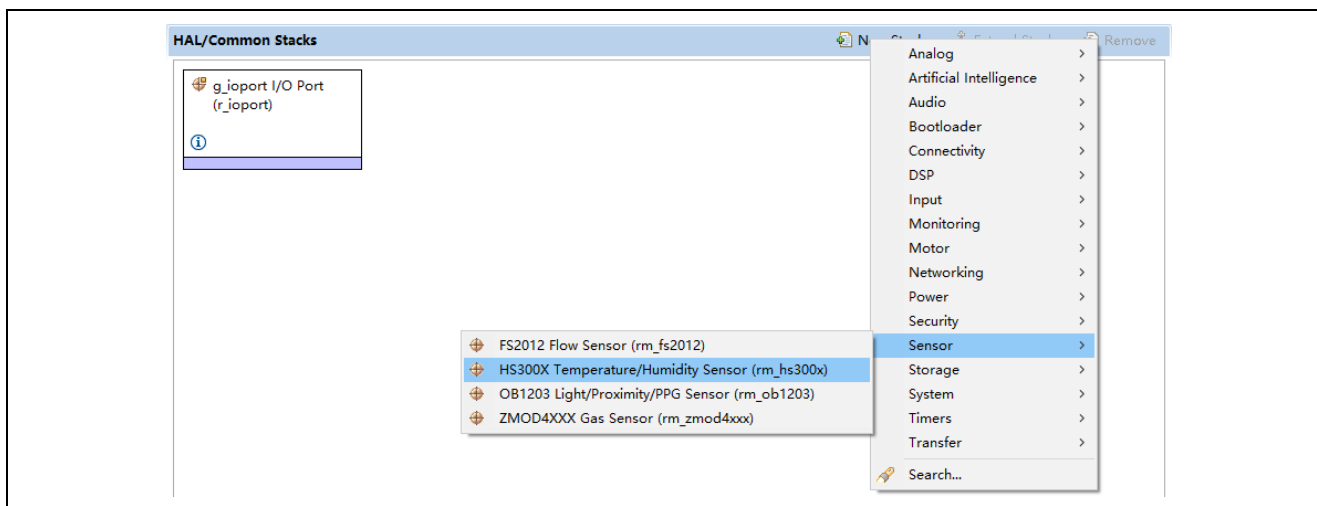 HAL/Common Stacks
Remove
g_ioport I/O Port
(r_ioport)
Analog
Artificial Intelligence
Audio
Bootloader
Connectivity
DSP
Input
Monitoring
Motor
Networking
Power
Security
Sensor
FS2012 Flow Sensor (rm_fs2012)
HS300X Temperature/Humidity Sensor (rm_hs300x)
OB1203 Light/Proximity/PPG Sensor (rm_ob1203)
ZMOD4XXX Gas Sensor (rm_zmod4xxx)
Storage
System
Timers
Transfer
Search...